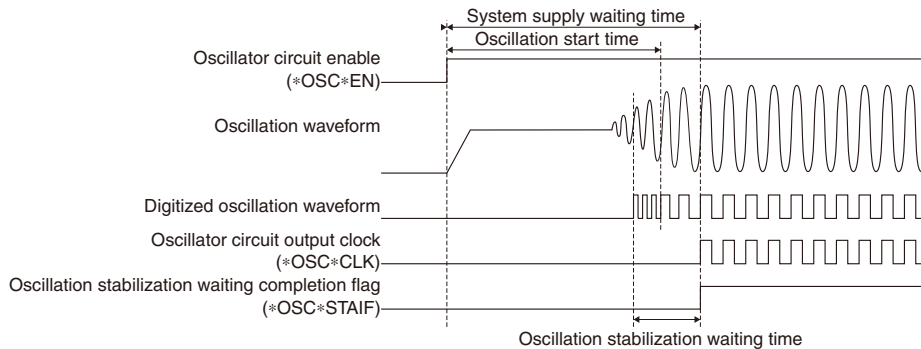 System supply waiting time
Oscillation start time
Oscillator circuit enable
(*OSC*EN)
Oscillation waveform
Digitized oscillation waveform
Oscillator circuit output clock
(*OSC*CLK)
Oscillation stabilization waiting completion flag
(*OSC*STAIF)
Oscillation stabilization waiting time